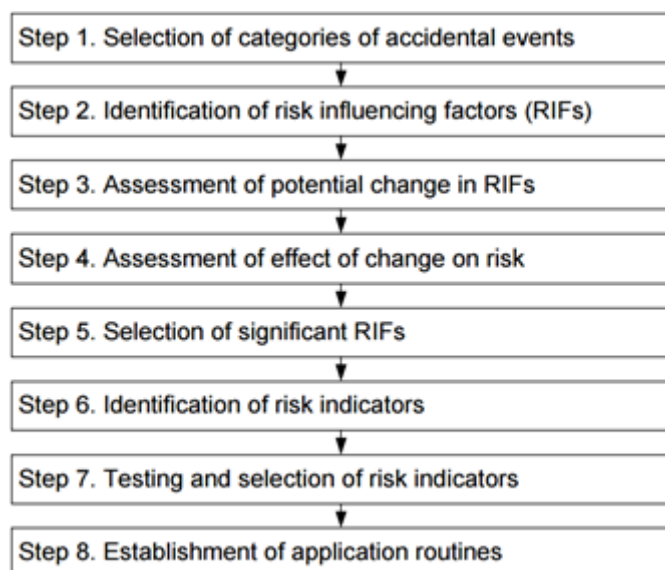 Step 1. Selection of categories of accidental events
Step 2. Identification of risk influencing factors (RIFs)
Step 3. Assessment of potential change in RIFs
Step 4. Assessment of effect of change on risk
Step 5. Selection of significant RIFs
Step 6. Identification of risk indicators
Step 7. Testing and selection of risk indicators
Step 8. Establishment of application routines